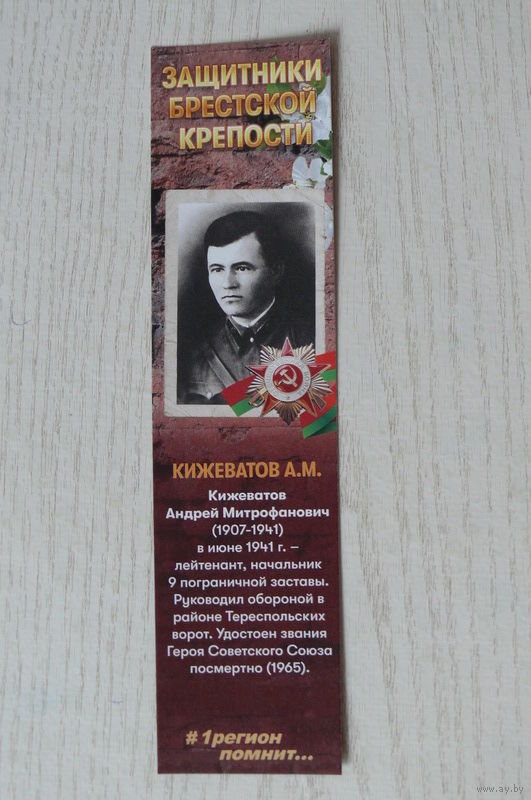 ЗАЩИТНИКИ
БРЕСТСКОЙ
КРЕПОСТИ
КИЖЕВАТОВ А.М.
Кижеватов
Андрей Митрофанович
(1907-1941)
в июне 1941 г. –
лейтенант, начальник
9 пограничной заставы.
Руководил обороной в
районе Тереспольских
ворот. Удостоен звания
Героя Советского Союза
посмертно (1965).
# 1регион
помнит...
www.ay.by